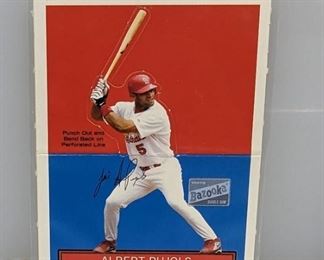 Punch Out and
Bend Back on
Perforated Line
5
Bazooka
ALBERT PUJOLS